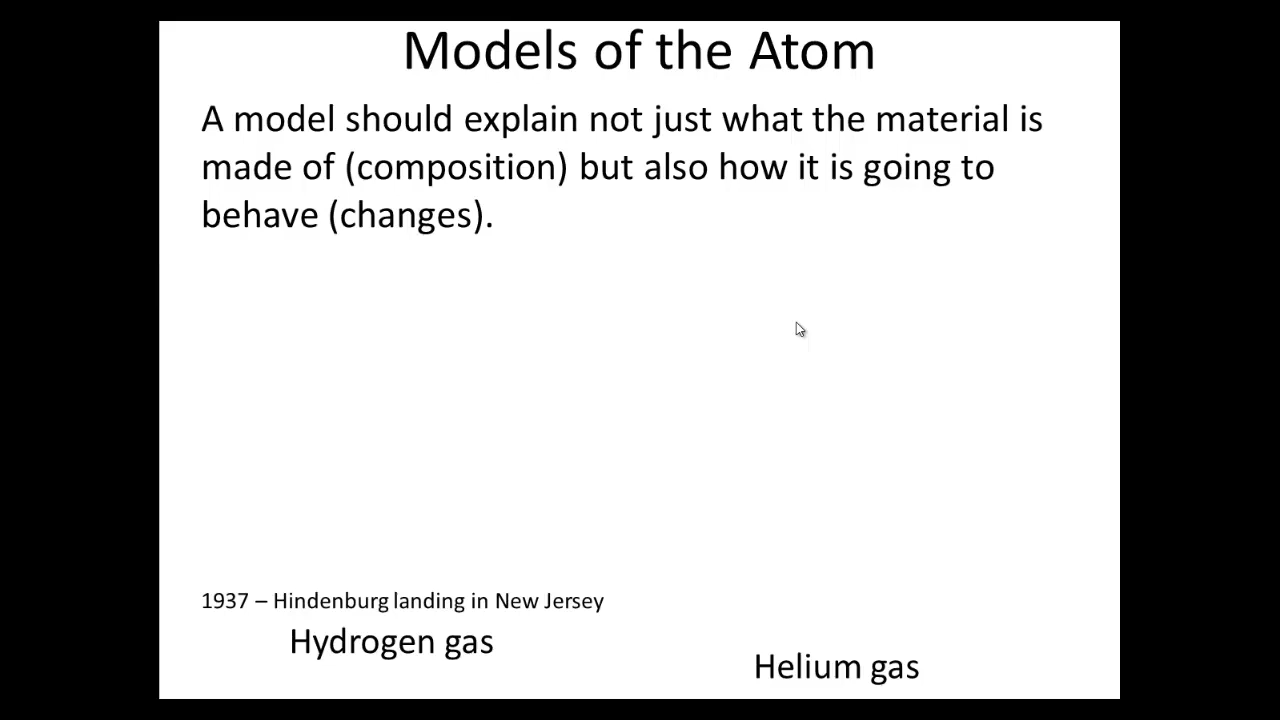 Models of the Atom
A model should explain not just what the material is
made of (composition) but also how it is going to
behave (changes).
1937 – Hindenburg landing in New Jersey
Hydrogen gas
Helium gas